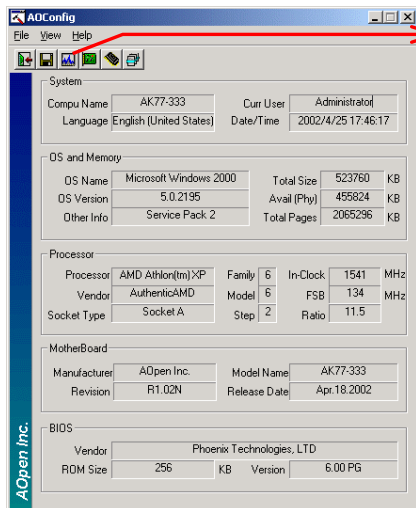 AOConfig
File View Help
System
Compu Name AK77-333 Curr User Administrator
Language English (United States) Date/Time 2002/4/25 17:46:17
OS and Memory
OS Name Microsoft Windows 2000 Total Size 523760 KB
OS Version 5.0.2195 Avail (Phy) 455824 KB
Other Info Service Pack 2 Total Pages 2065296 KB
Processor
Processor AMD Athlon(tm) XP Family 6 In-Clock 1541 MHz
Vendor AuthenticAMD Model 6 FSB 134 MHz
Socket Type Socket A Step 2 Ratio 11.5
MotherBoard
Manufacturer AOpen Inc. Model Name AK77-333
Revision R1.02N Release Date Apr.18.2002
BIOS
Vendor Phoenix Technologies, LTD
ROM Size 256 KB Version 6.00 PG
AOpen Inc.